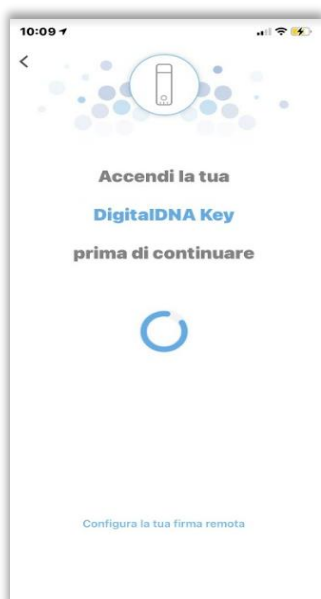 10:09
Accendi la tua
DigitalDNA Key
prima di continuare
Configura la tua firma remota